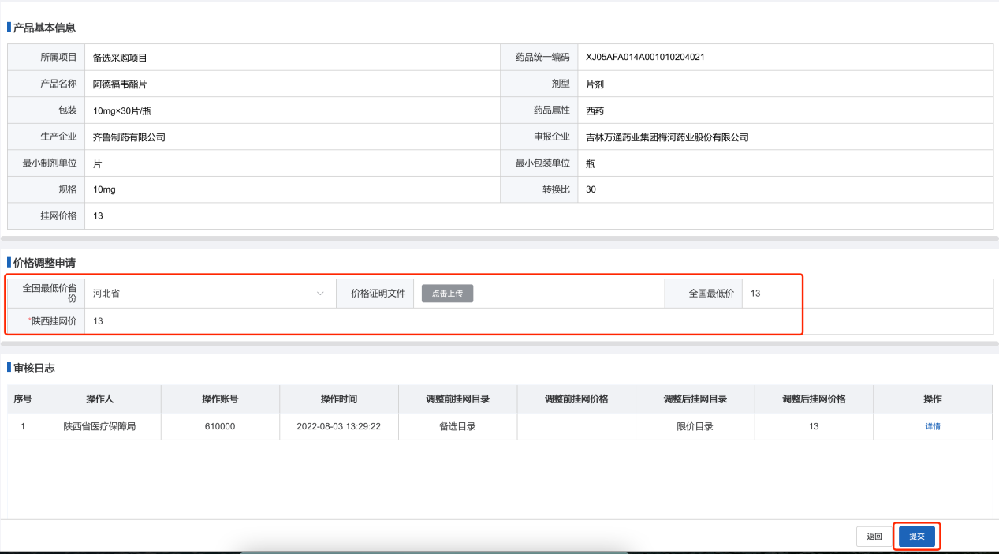 产品基本信息
所属项目 备选采购项目 药品统一编码 XJ05AFA014A001010204021
产品名称 阿德福韦酯片 剂型 片剂
包装 10mg×30片/瓶 药品属性 西药
生产企业 齐鲁制药有限公司 申报企业 吉林万通药业集团梅河药业股份有限公司
最小制剂单位 片 最小包装单位 瓶
规格 10mg 转换比 30
挂网价格 13
价格调整申请
全国最低价省份 河北省 价格证明文件 点击上传 全国最低价 13
*陕西挂网价 13
审核日志
序号 操作人 操作账号 操作时间 调整前挂网目录 调整前挂网价格 调整后挂网目录 调整后挂网价格 操作
1 陕西省医疗保障局 610000 2022-08-03 13:29:22 备选目录 限价目录 13 详情
返回 提交